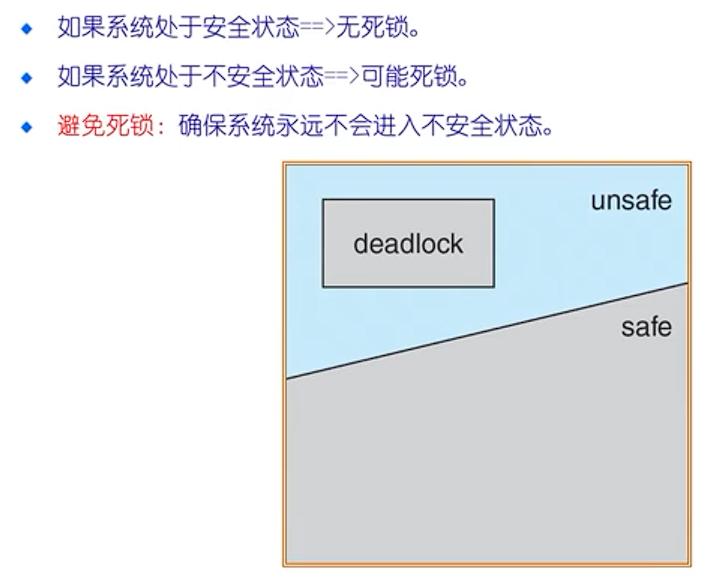 如果系统处于安全状态==>无死锁。
如果系统处于不安全状态==>可能死锁。
避免死锁：确保系统永远不会进入不安全状态。
unsafe
deadlock
safe